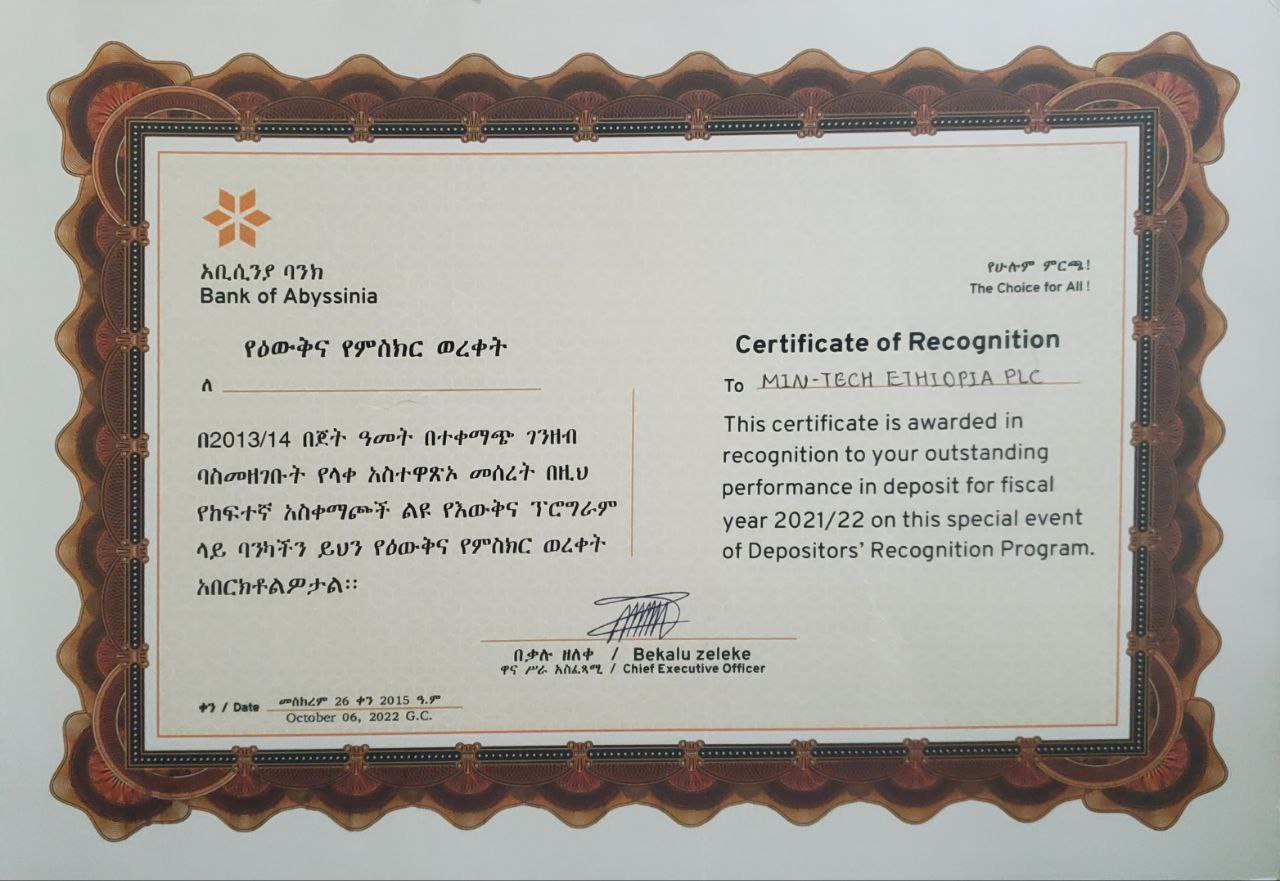 አቢሲንያ ባንክ
Bank of Abyssinia
የሁሉም ምርጫ!
The Choice for All !
የዕውቅና የምስክር ወረቀት
ለ
በ2013/14 በጀት ዓመት በተቀማጭ ገንዘብ
ባስመዘገቡት የላቀ አስተዋጽኦ መሰረት በዚህ
የከፍተኛ አስቀማጮች ልዩ የእውቅና ፕሮግራም
ላይ ባንካችን ይህን የዕውቅና የምስክር ወረቀት
አበርክቶልዎታል፡፡
Certificate of Recognition
To MIN-TECH ETHIOPIA PLC
This certificate is awarded in
recognition to your outstanding
performance in deposit for fiscal
year 2021/22 on this special event
of Depositors' Recognition Program.
በቃሉ ዘለቀ / Bekalu zeleke
ዋና ሥራ አስፈጻሚ / Chief Executive Officer
ቀን / Date መስከረም 26 ቀን 2015 ዓ.ም
October 06, 2022 G.C.